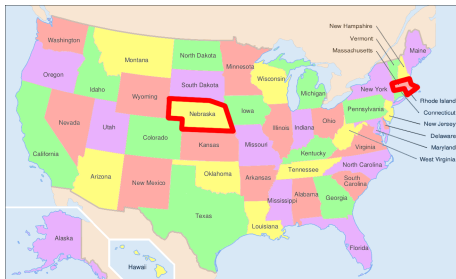 New Hampshire
Vermont
Massachusetts
Washington
Montana
North Dakota
Minnesota
Maine
Oregon
Idaho
South Dakota
Wisconsin
Michigan
New York
Wyoming
Rhode Island
Connecticut
Nebraska
Iowa
Pennsylvania
New Jersey
Nevada
Utah
Colorado
Illinois
Indiana
Ohio
Delaware
Maryland
California
Kansas
Missouri
Kentucky
Virginia
West Virginia
Arizona
New Mexico
Oklahoma
Arkansas
Tennessee
North Carolina
South
Carolina
Texas
Mississippi
Alabama
Georgia
Louisiana
Florida
Alaska
Hawaii